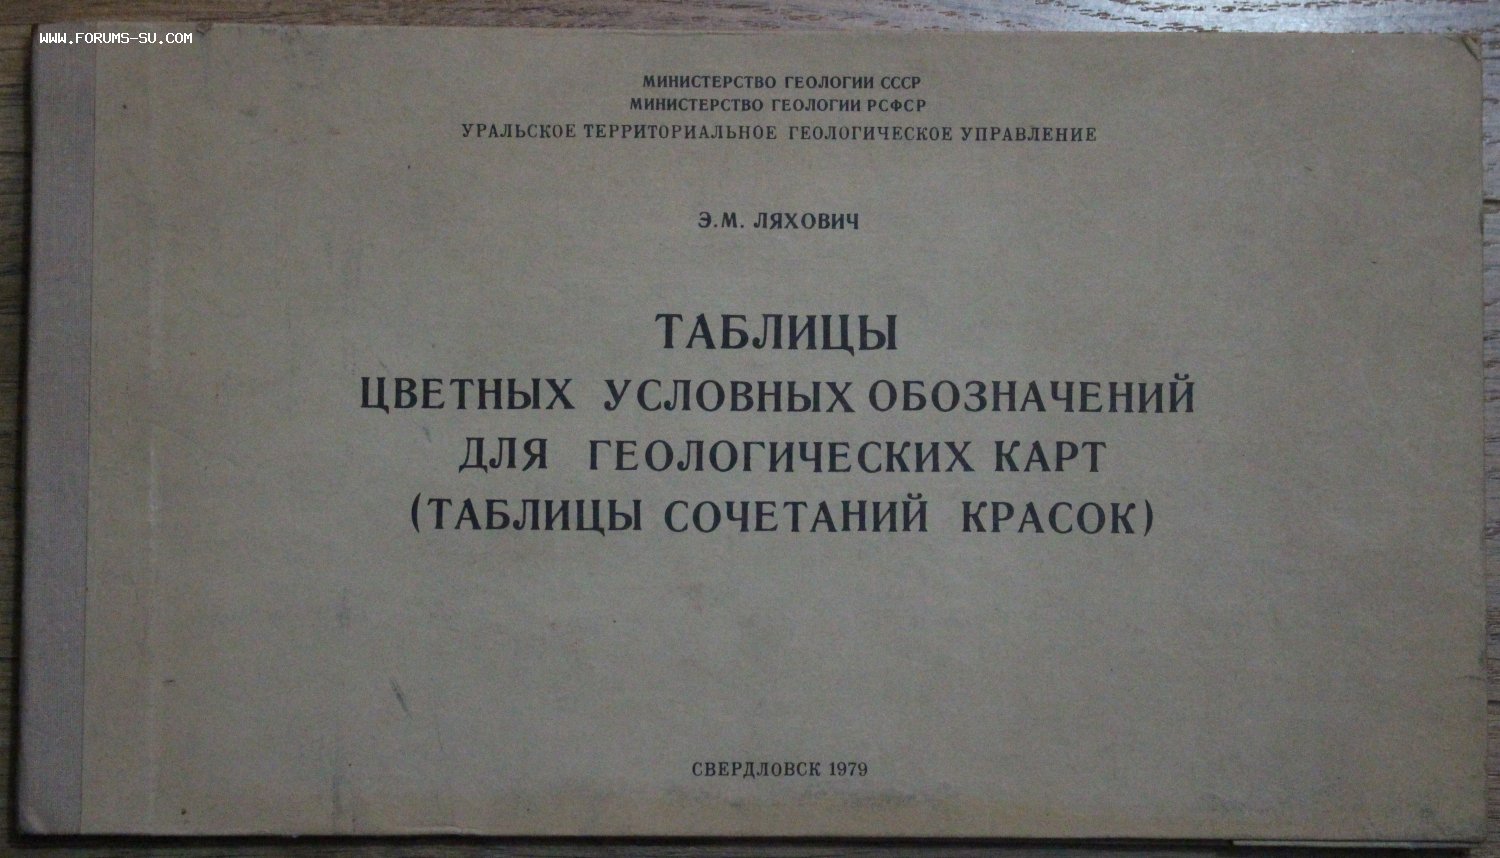 WWW.FORUMS-SU.COM
МИНИСТЕРСТВО ГЕОЛОГИИ СССР
МИНИСТЕРСТВО ГЕОЛОГИИ РСФСР
УРАЛЬСКОЕ ТЕРРИТОРИАЛЬНОЕ ГЕОЛОГИЧЕСКОЕ УПРАВЛЕНИЕ
Э.М. ЛЯХОВИЧ
ТАБЛИЦЫ
ЦВЕТНЫХ УСЛОВНЫХ ОБОЗНАЧЕНИЙ
ДЛЯ ГЕОЛОГИЧЕСКИХ КАРТ
(ТАБЛИЦЫ СОЧЕТАНИЙ КРАСОК)
СВЕРДЛОВСК 1979